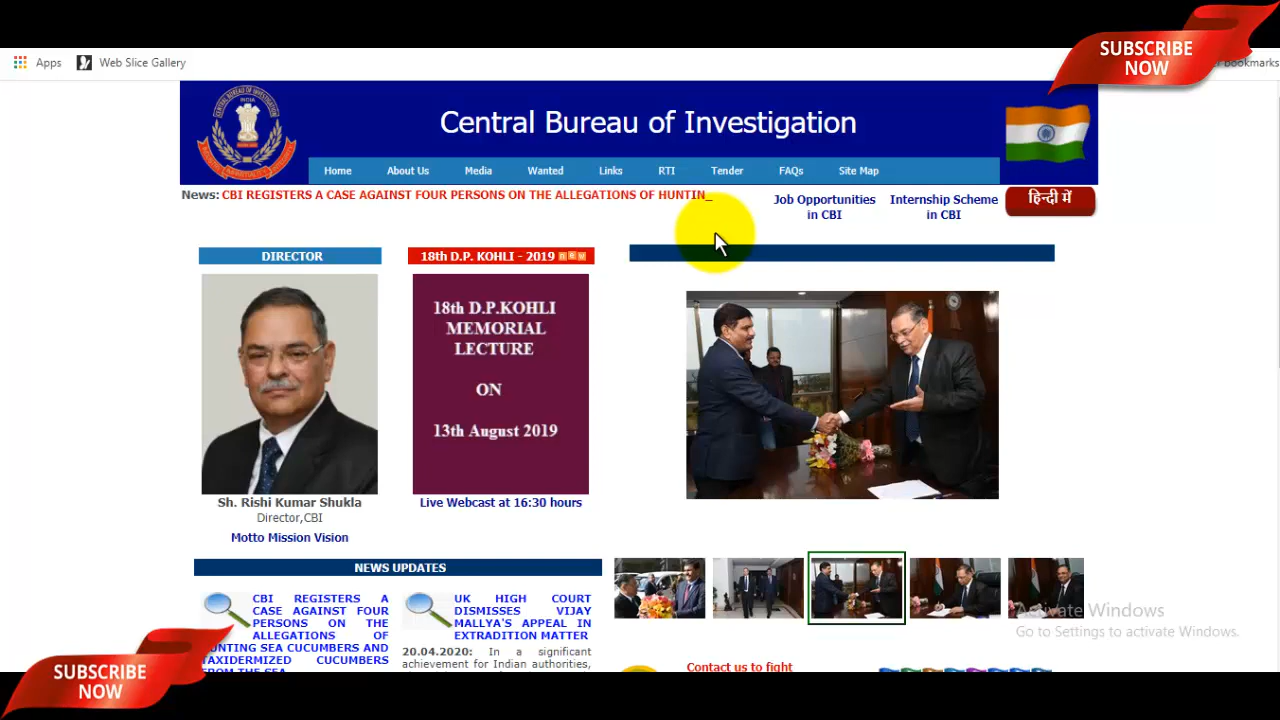 SUBSCRIBE
NOW
Apps
Web Slice Gallery
bookmarks
Central Bureau of Investigation
Home About Us Media Wanted Links RTI Tender FAQs Site Map
News: CBI REGISTERS A CASE AGAINST FOUR PERSONS ON THE ALLEGATIONS OF HUNTIN_
Job Opportunities
in CBI
Internship Scheme
in CBI
हिन्दी में
DIRECTOR
Sh. Rishi Kumar Shukla
Director,CBI
Motto Mission Vision
18th D.P. KOHLI - 2019 NEW
18th D.P.KOHLI
MEMORIAL
LECTURE
ON
13th August 2019
Live Webcast at 16:30 hours
NEWS UPDATES
CBI REGISTERS A
CASE AGAINST FOUR
PERSONS ON THE
ALLEGATIONS OF
UNTING SEA CUCUMBERS AND
TAXIDERMIZED CUCUMBERS
FROM THE SEA
UK HIGH COURT
DISMISSES VIJAY
MALLYA'S APPEAL IN
EXTRADITION MATTER
20.04.2020: In a significant
achievement for Indian authorities,
Contact us to fight
Activate Windows
Go to Settings to activate Windows.
SUBSCRIBE
NOW